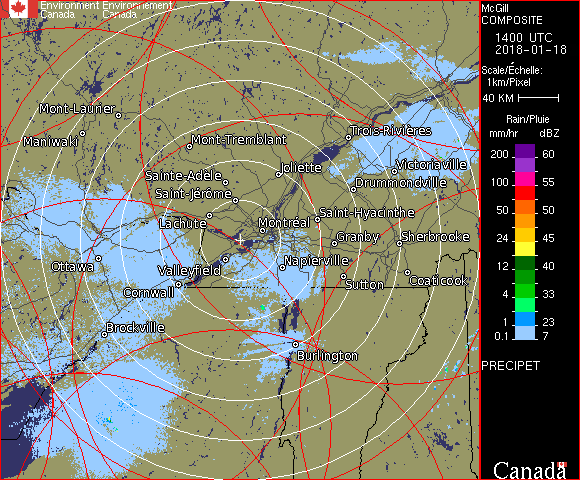 Environment Environnement
Canada Canada
McGill
COMPOSITE
1400 UTC
2018-01-18
Scale/Échelle:
1km/Pixel
40 KM
Rain/Pluie
mm/hr dBZ
200 60
100 55
50 50
24 45
12 40
4 33
1 23
0.1 7
PRECIPET
Canada
Mont-Laurier
Maniwaki
Mont-Tremblant
Trois-Rivières
Joliette
Victoriaville
Sainte-Adèle
Drummondville
Saint-Jérôme
Saint-Hyacinthe
Lachute
Montréal
Granby
Sherbrooke
Ottawa
Valleyfield
Napierville
Cornwall
Sutton
Coaticook
Brockville
Burlington